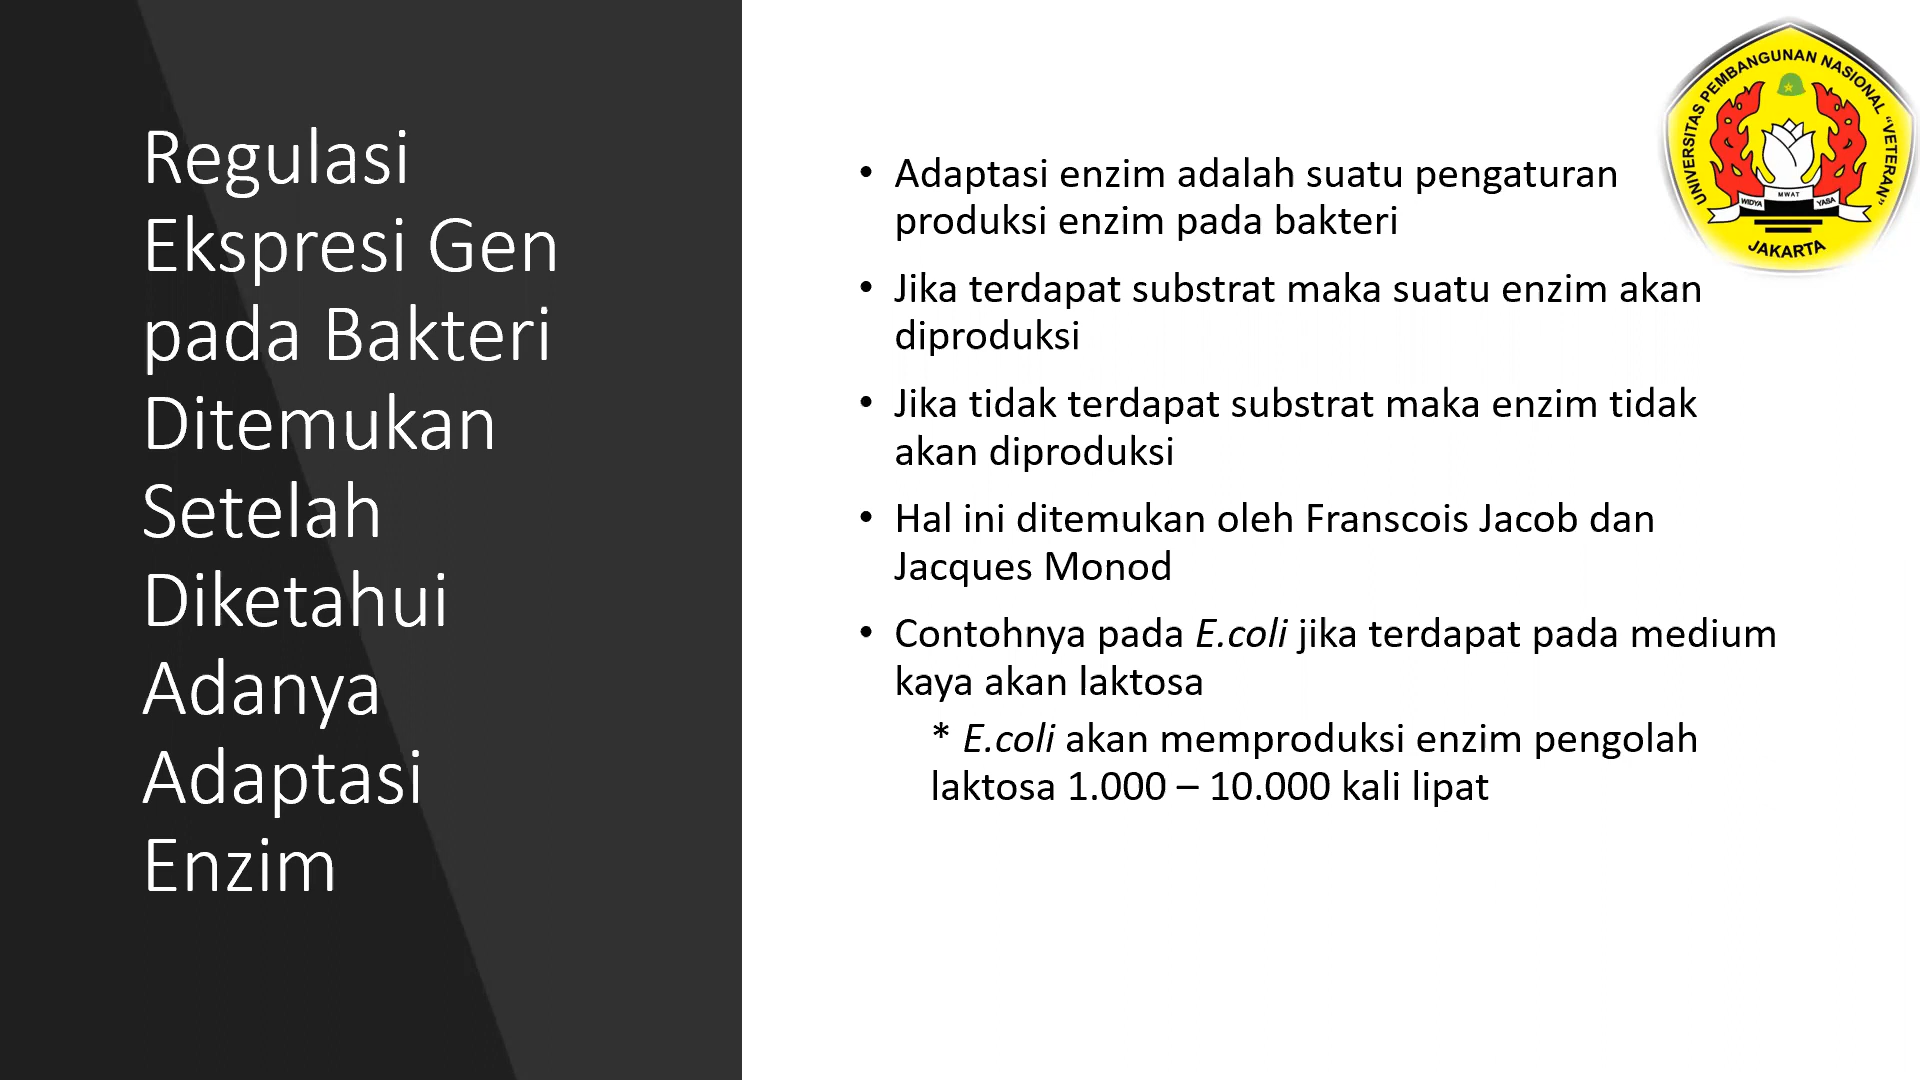 Regulasi
Ekspresi Gen
pada Bakteri
Ditemukan
Setelah
Diketahui
Adanya
Adaptasi
Enzim
• Adaptasi enzim adalah suatu pengaturan
produksi enzim pada bakteri
• Jika terdapat substrat maka suatu enzim akan
diproduksi
• Jika tidak terdapat substrat maka enzim tidak
akan diproduksi
• Hal ini ditemukan oleh Franscois Jacob dan
Jacques Monod
• Contohnya pada E.coli jika terdapat pada medium
kaya akan laktosa
* E.coli akan memproduksi enzim pengolah
laktosa 1.000 – 10.000 kali lipat
UNIVERSITAS PEMBANGUNAN NASIONAL "VETERAN"
WIDYA MWAT YASA
JAKARTA